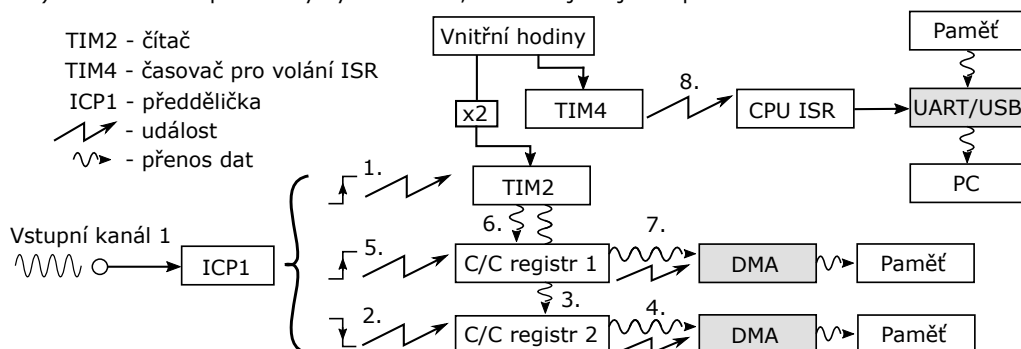 TIM2 - čítač
TIM4 - časovač pro volání ISR
ICP1 - předdělička
- událost
- přenos dat
Vnitřní hodiny
x2
TIM4
8.
CPU ISR
Paměť
UART/USB
PC
1.
TIM2
6.
Vstupní kanál 1
ICP1
5.
C/C registr 1
7.
DMA
Paměť
3.
2.
C/C registr 2
4.
DMA
Paměť